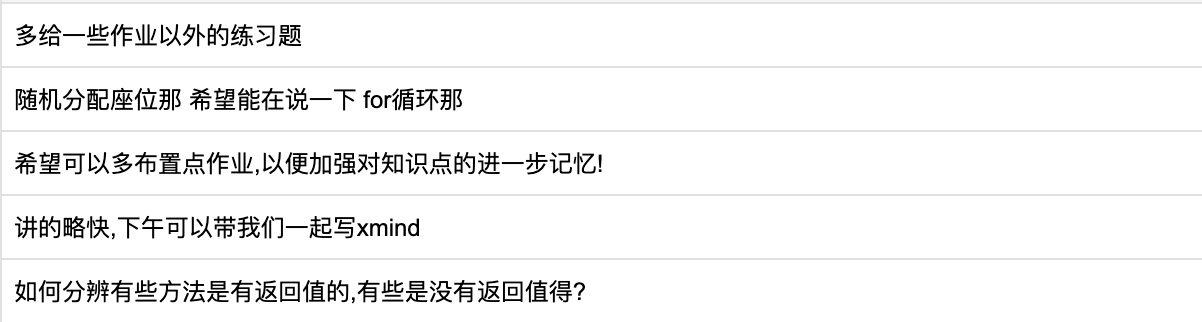 多给一些作业以外的练习题
随机分配座位那 希望能在说一下 for循环那
希望可以多布置点作业,以便加强对知识点的进一步记忆!
讲的略快,下午可以带我们一起写xmind
如何分辨有些方法是有返回值的,有些是没有返回值得?